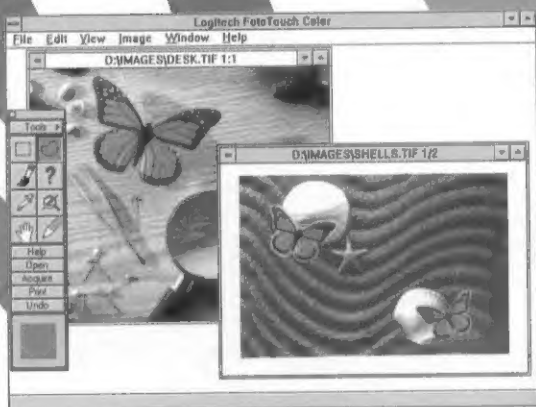 Logitech FotoTouch Color
File Edit View Image Window Help
D:\IMAGES\DESK.TIF 1:1
Tools
D:\IMAGES\SHELLS.TIF 1/2
?
Help
Open
Acquire
Print
Undo